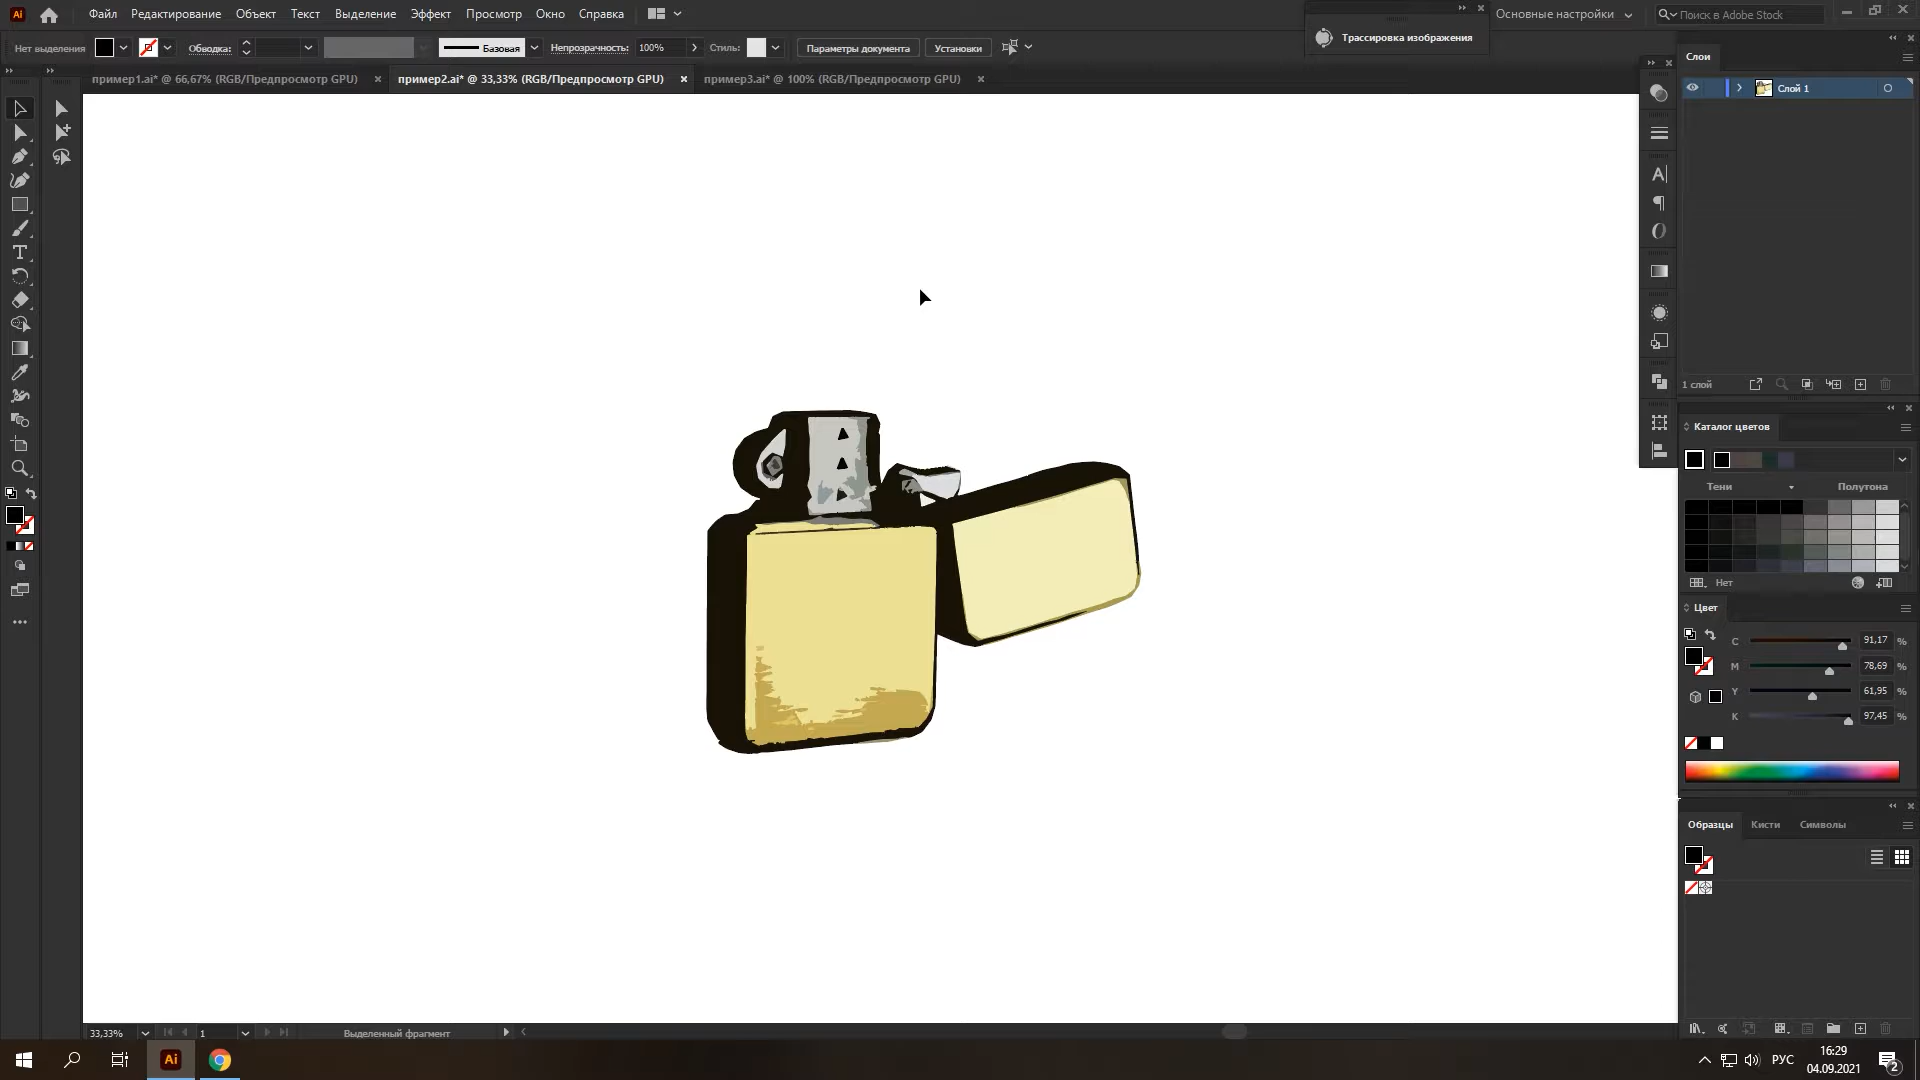 Ai Файл Редактирование Объект Текст Выделение Эффект Просмотр Окно Справка
Основные настройки Поиск в Adobe Stock
Трассировка изображения
Нет выделения Обводка: Базовая Непрозрачность: 100% Стиль: Параметры документа Установки
пример1.ai* @ 66,67% (RGB/Предпросмотр GPU)
пример2.ai* @ 33,33% (RGB/Предпросмотр GPU)
пример3.ai* @ 100% (RGB/Предпросмотр GPU)
Слои
Слой 1
1 слой
Каталог цветов
Тени Полутона
Нет
Цвет
C 91,17 %
M 78,69 %
Y 61,95 %
K 97,45 %
Образцы Кисти Символы
33,33% 1 Выделенный фрагмент
Ai РУС 16:29
04.09.2021
2